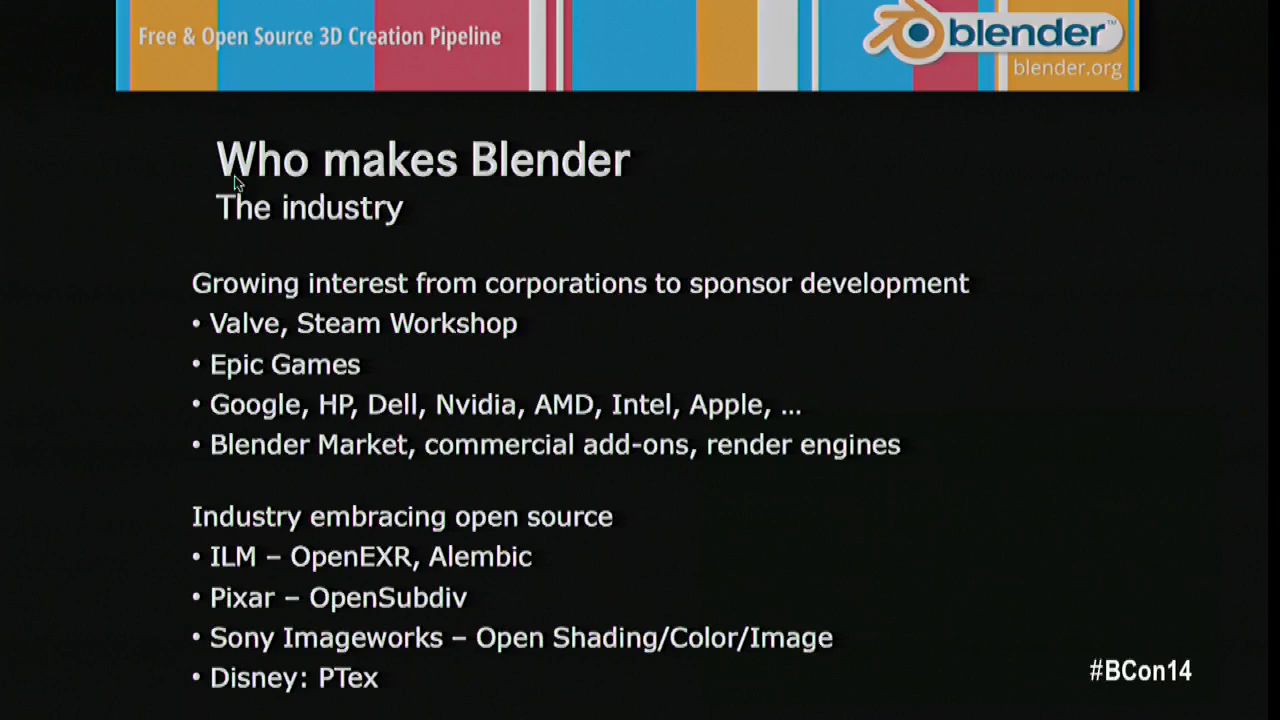 Free & Open Source 3D Creation Pipeline
blender™
blender.org
Who makes Blender
The industry
Growing interest from corporations to sponsor development
• Valve, Steam Workshop
• Epic Games
• Google, HP, Dell, Nvidia, AMD, Intel, Apple, ...
• Blender Market, commercial add-ons, render engines
Industry embracing open source
• ILM – OpenEXR, Alembic
• Pixar – OpenSubdiv
• Sony Imageworks – Open Shading/Color/Image
• Disney: PTex
#BCon14